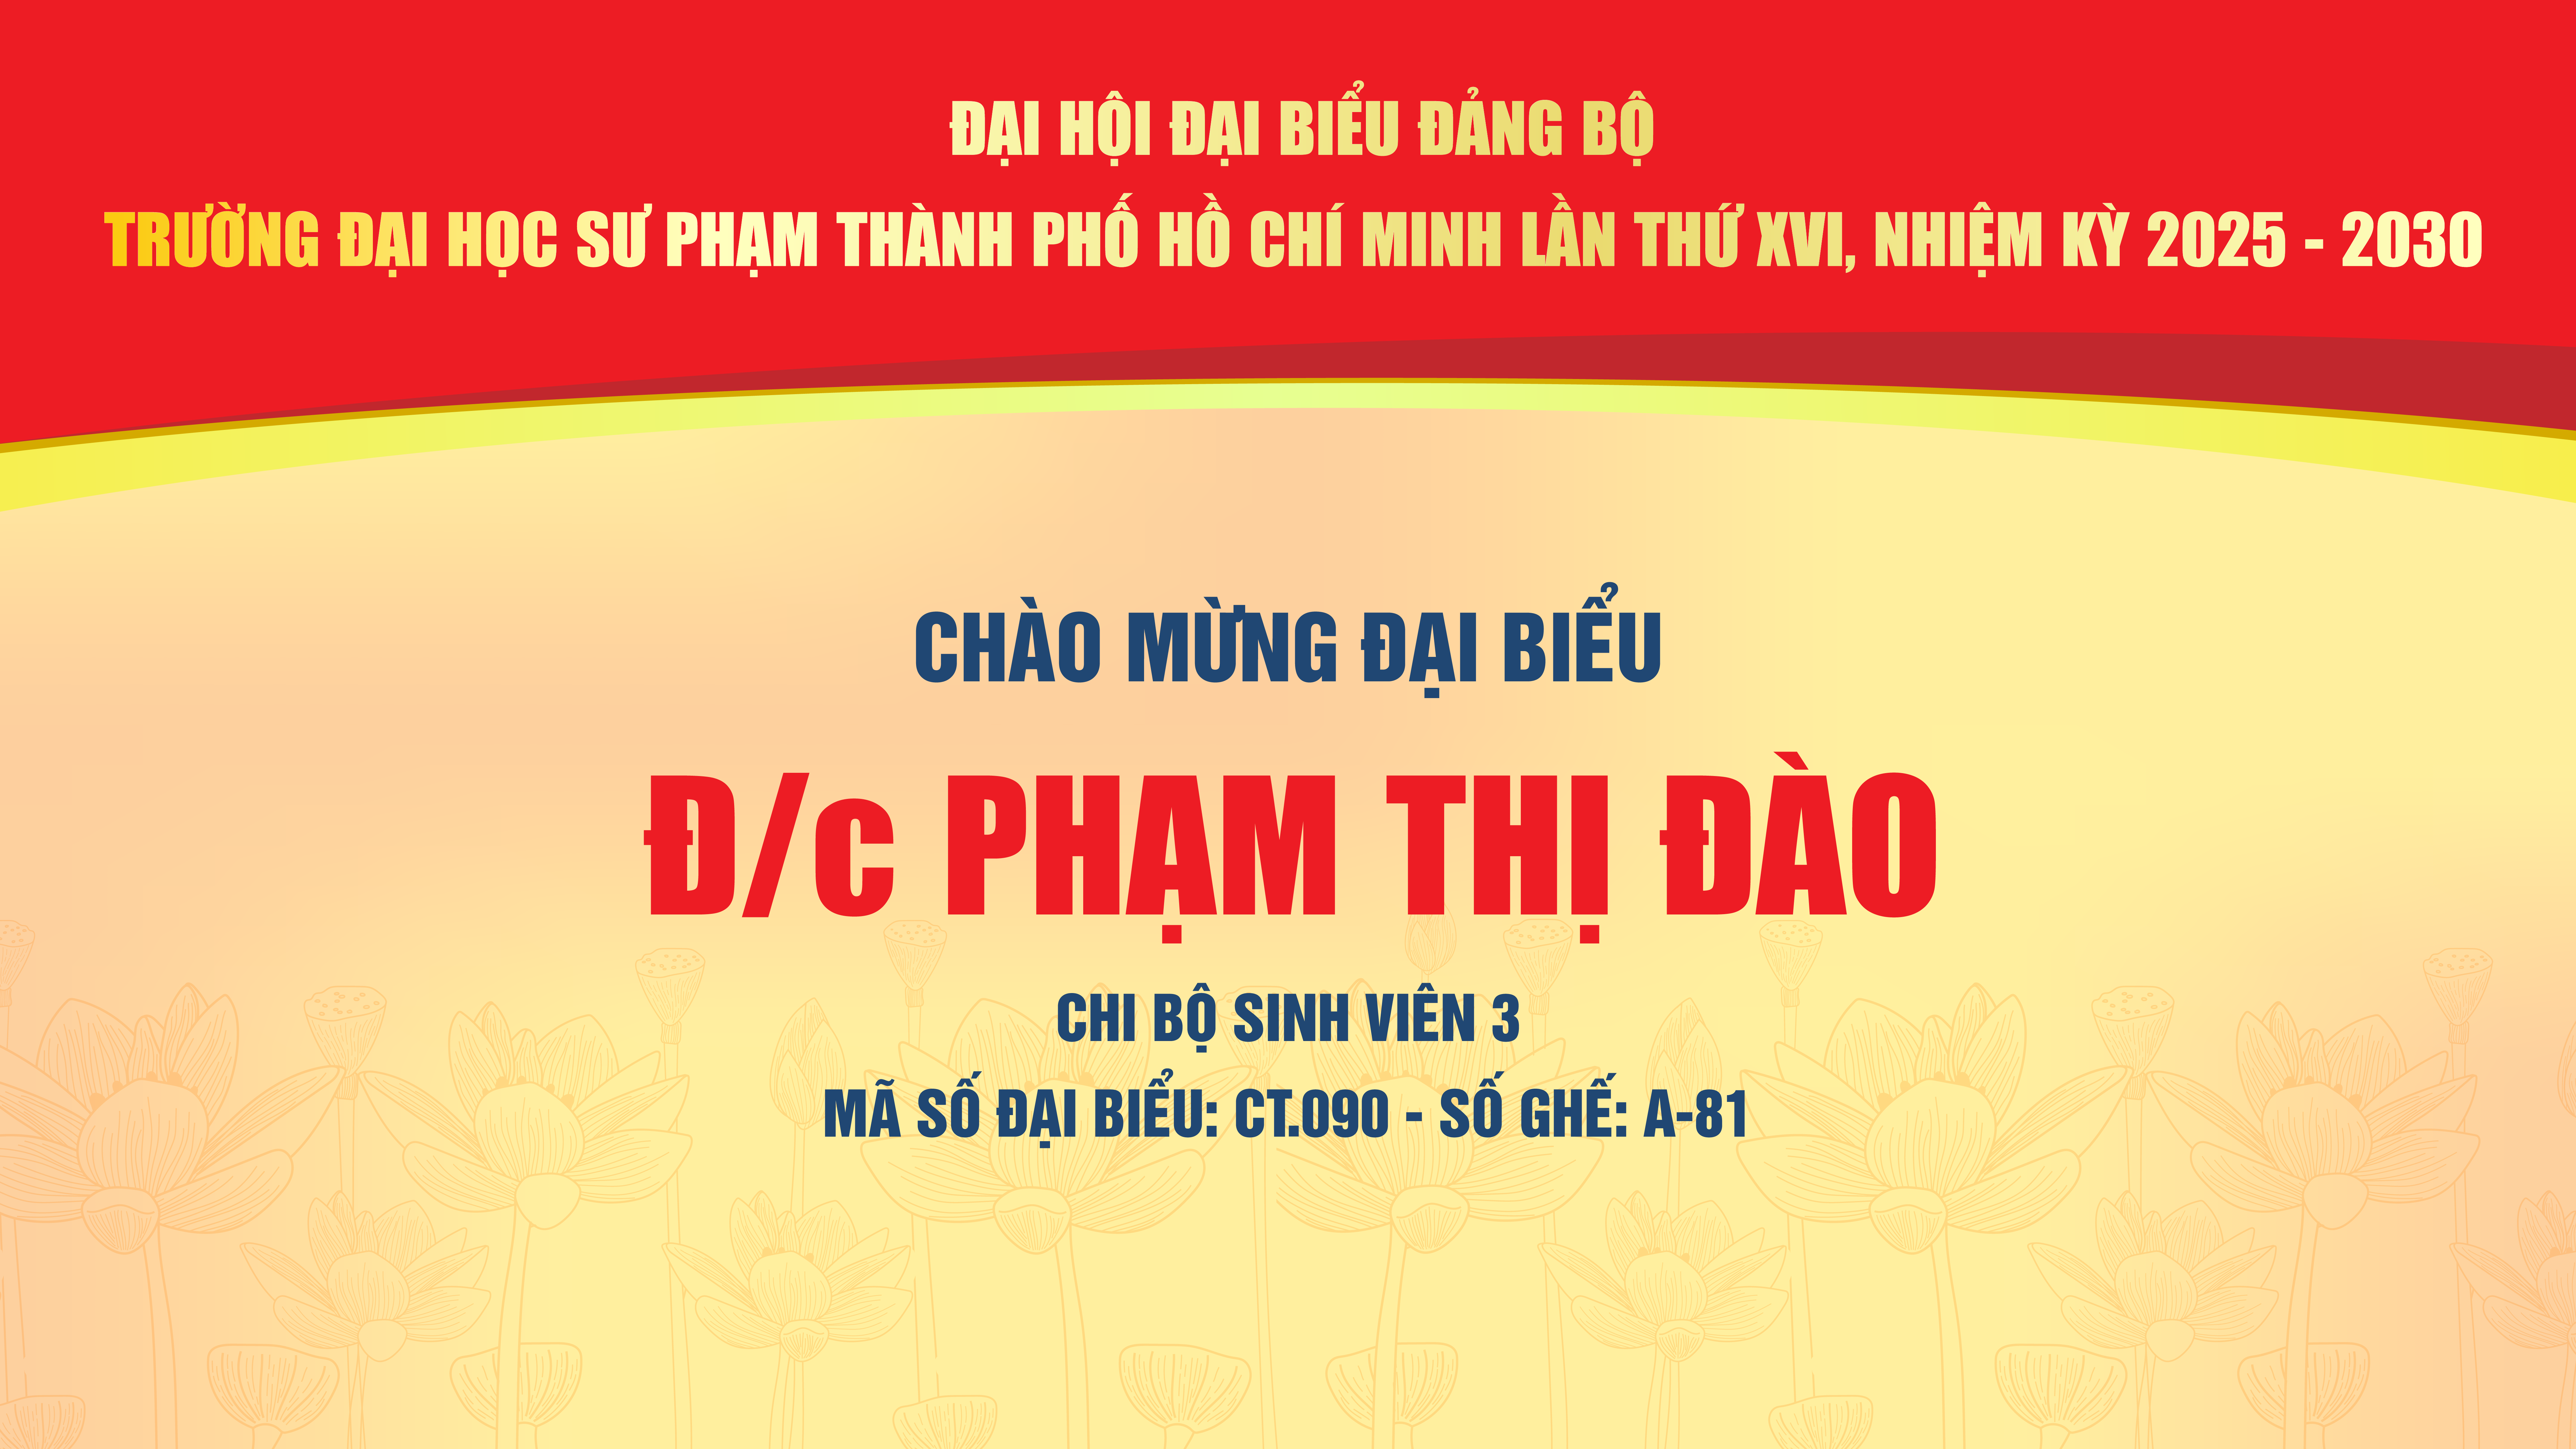 ĐẠI HỘI ĐẠI BIỂU ĐẢNG BỘ
TRƯỜNG ĐẠI HỌC SƯ PHẠM THÀNH PHỐ HỒ CHÍ MINH LẦN THỨ XVI, NHIỆM KỲ 2025 - 2030
CHÀO MỪNG ĐẠI BIỂU
Đ/c PHẠM THỊ ĐÀO
CHI BỘ SINH VIÊN 3
MÃ SỐ ĐẠI BIỂU: CT.090 - SỐ GHẾ: A-81